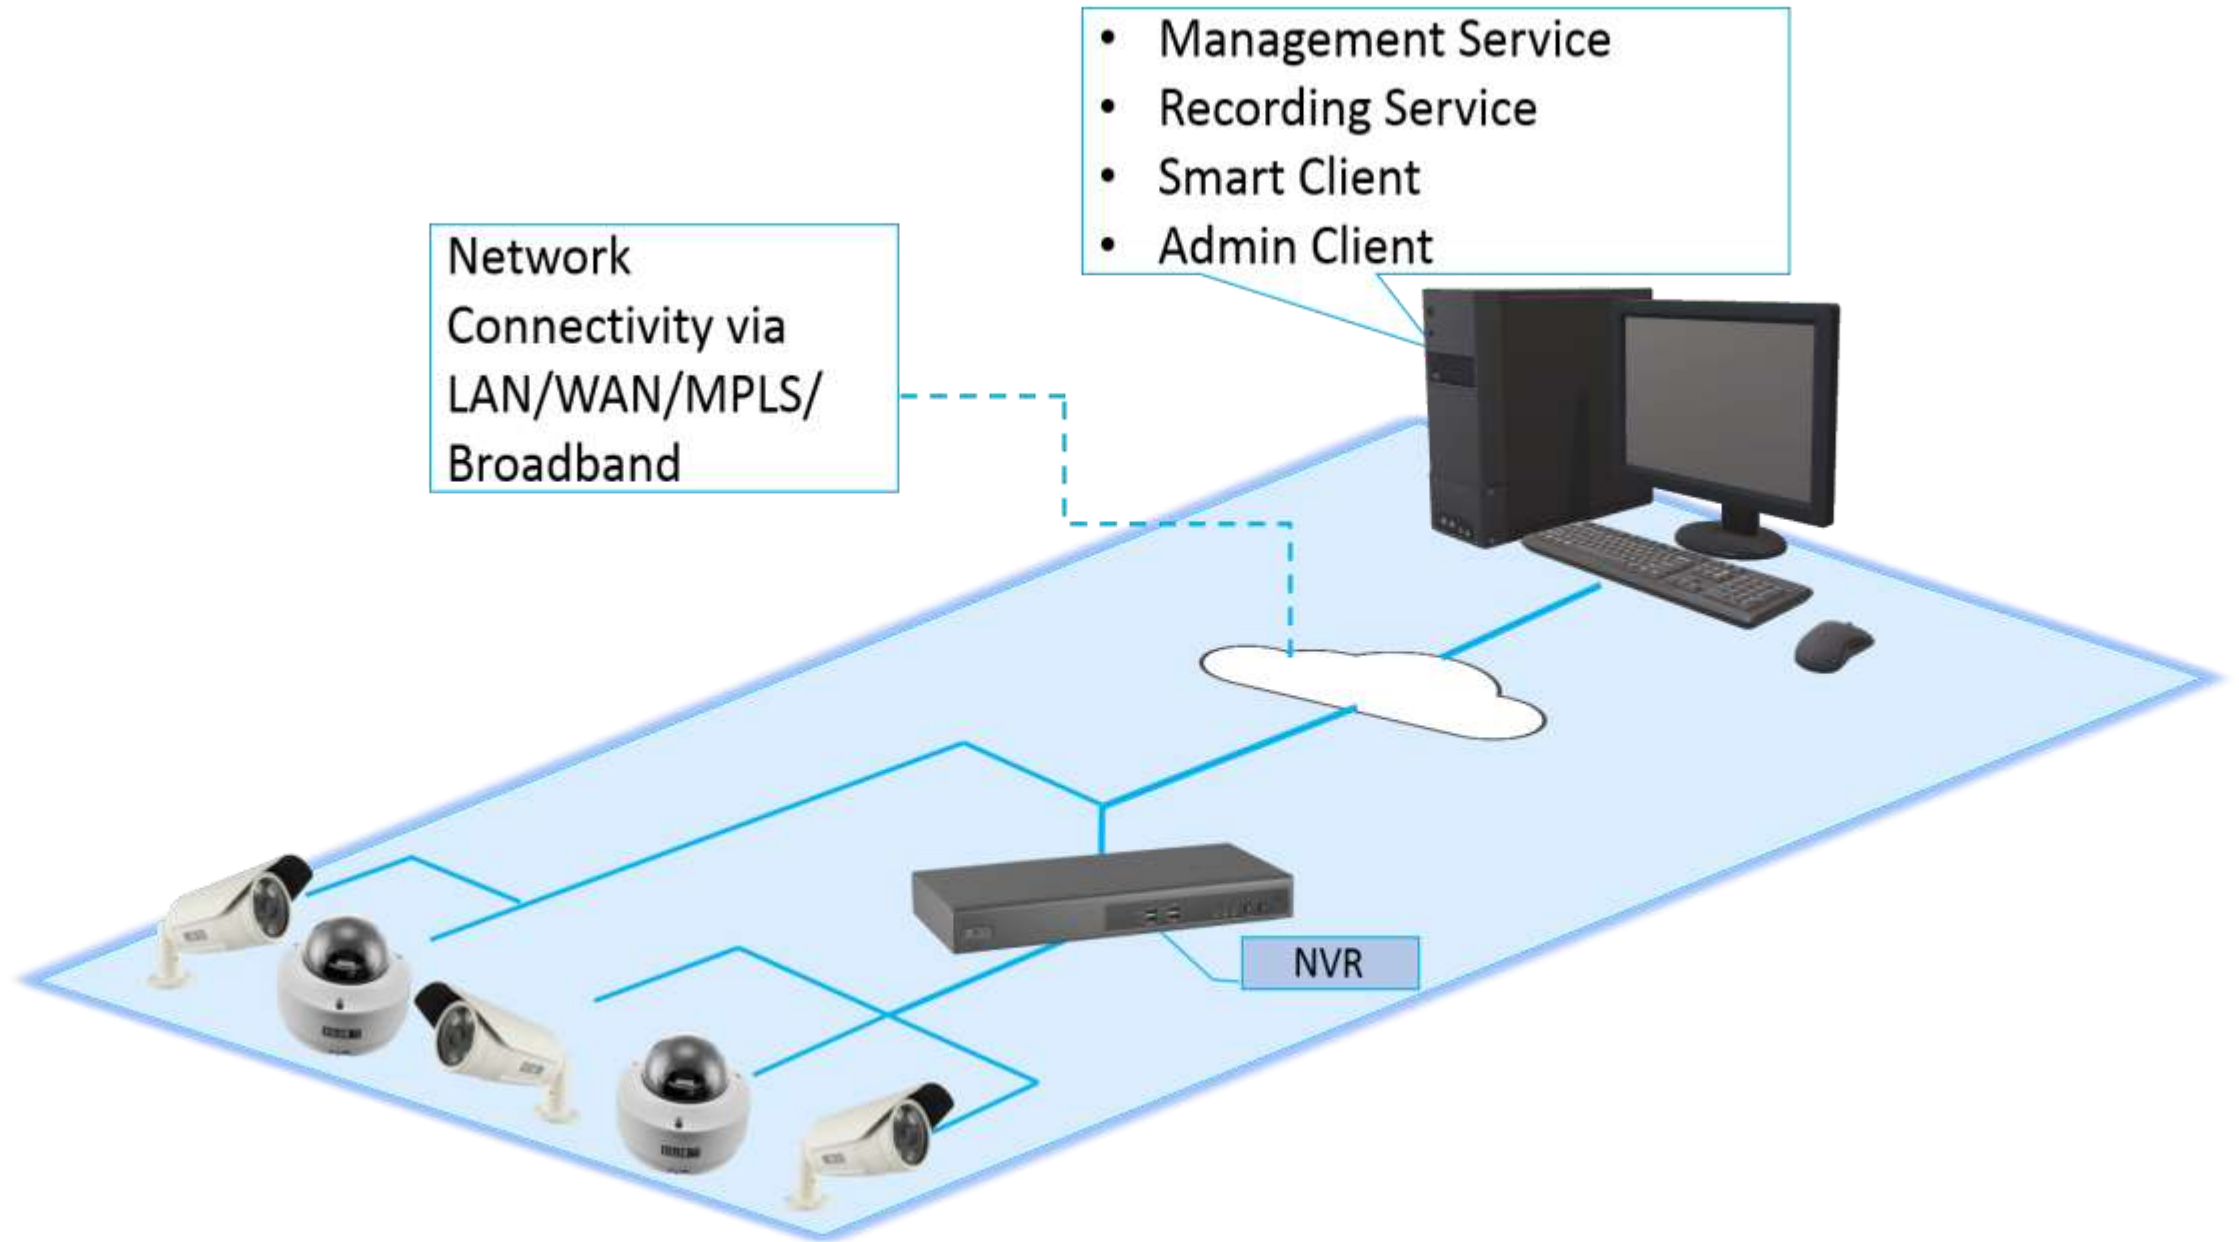 • Management Service
• Recording Service
• Smart Client
• Admin Client
Network
Connectivity via
LAN/WAN/MPLS/
Broadband
NVR